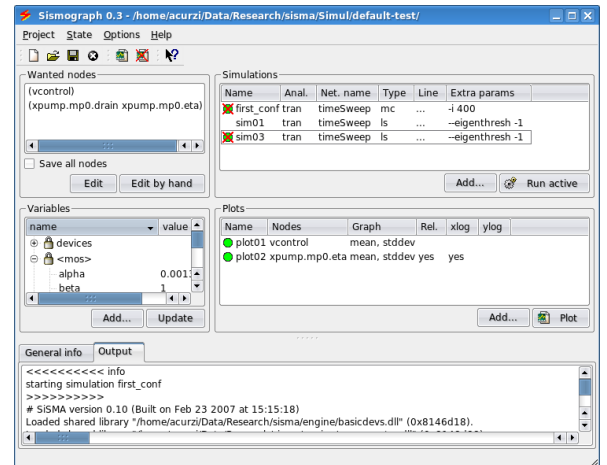 Sismograph 0.3 - /home/acurzi/Data/Research/sisma/Simul/default-test/
Project State Options Help
Wanted nodes
(vcontrol)
(xpump.mp0.drain xpump.mp0.eta)
Save all nodes
Edit Edit by hand
Simulations
Name Anal. Net. name Type Line Extra params
first_conf tran timeSweep mc ... -i 400
sim01 tran timeSweep ls ... --eigenthresh -1
sim03 tran timeSweep ls ... --eigenthresh -1
Add... Run active
Variables
name value
devices
<mos>
alpha 0.001
beta 1
Add... Update
Plots
Name Nodes Graph Rel. xlog ylog
plot01 vcontrol mean, stddev
plot02 xpump.mp0.eta mean, stddev yes yes
Add... Plot
General info Output
<<<<<<<<<< info
starting simulation first_conf
>>>>>>>>>>
# SiSMA version 0.10 (Built on Feb 23 2007 at 15:15:18)
Loaded shared library "/home/acurzi/Data/Research/sisma/engine/basicdevs.dll" (0x8146d18).